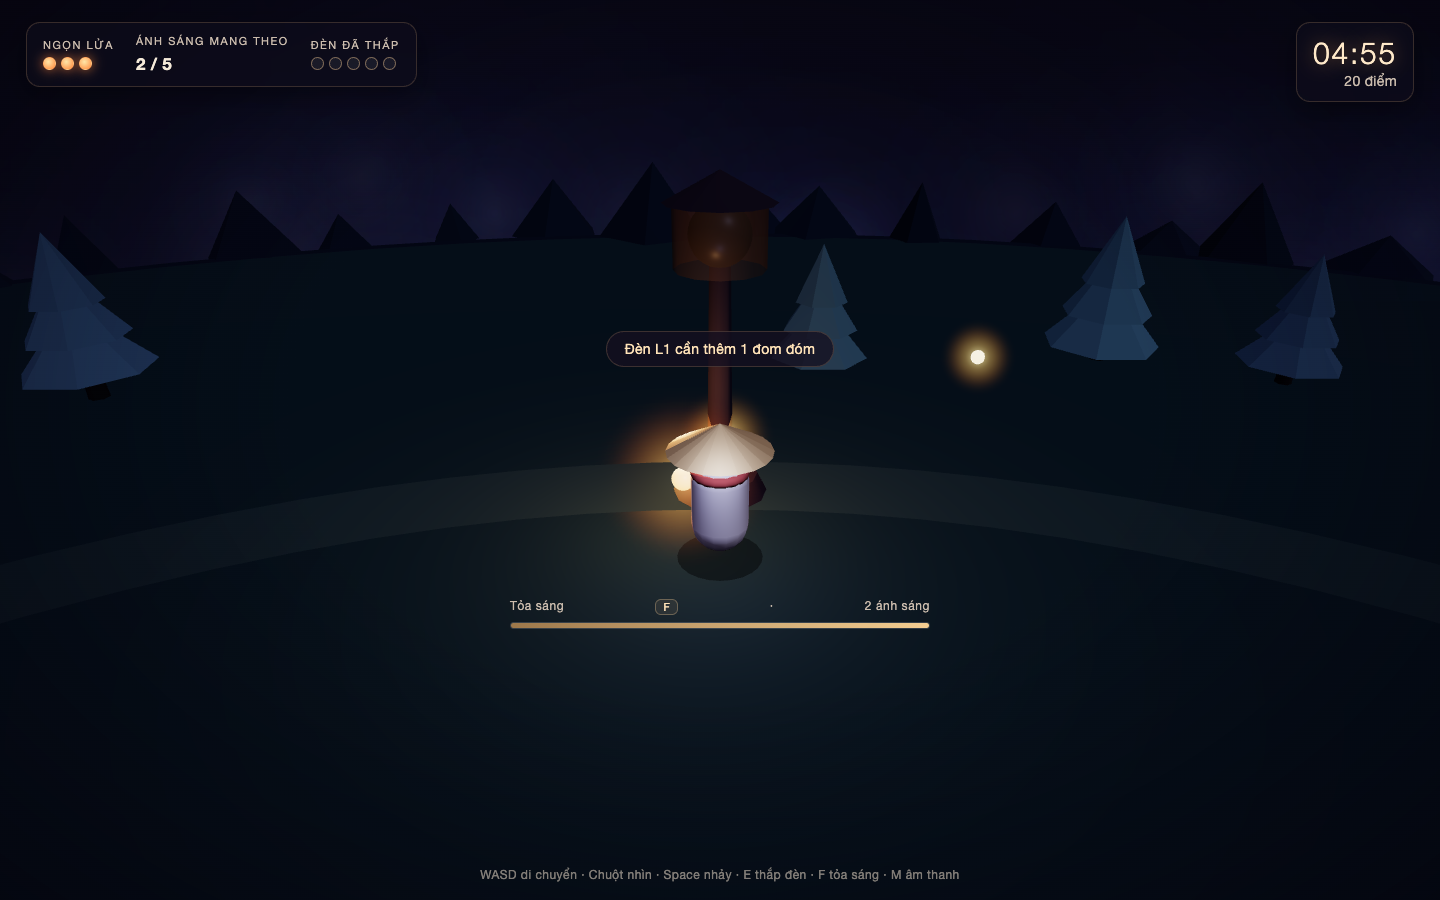 NGỌN LỬA
ÁNH SÁNG MANG THEO
2 / 5
ĐÈN ĐÃ THẮP
04:55
20 điểm
Đèn L1 cần thêm 1 đom đóm
Tỏa sáng F · 2 ánh sáng
WASD di chuyển · Chuột nhìn · Space nhảy · E thắp đèn · F tỏa sáng · M âm thanh